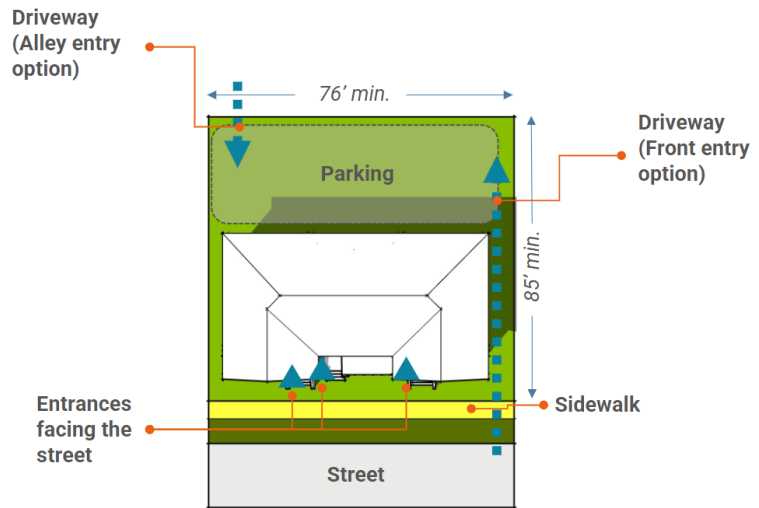 Driveway
(Alley entry
option)
76’ min.
Driveway
(Front entry
option)
Parking
85’ min.
Entrances
facing the
street
Sidewalk
Street